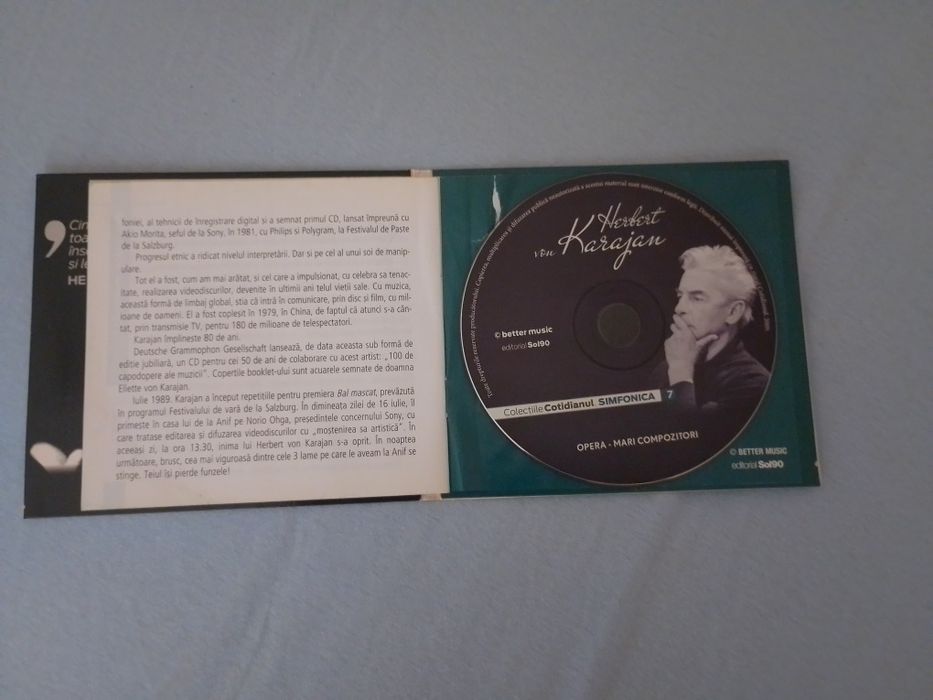 Cin
toa
îns
și le
HE
foniei, al tehnicii de înregistrare digital și a semnat primul CD, lansat împreună cu
Akio Morita, șeful de la Sony, în 1981, cu Philips și Polygram, la Festivalul de Paște
de la Salzburg.
Progresul etnic a ridicat nivelul interpretării. Dar și pe cel al unui soi de manip-
ulare.
Tot el a fost, cum am mai arătat, și cel care a impulsionat, cu celebra sa tenac-
itate, realizarea videodiscurilor, devenite în ultimii ani țelul vieții sale. Cu muzica,
această formă de limbaj global, știa că intră în comunicare, prin disc și film, cu mil-
ioane de oameni. El a fost copleșit în 1979, în China, de faptul că atunci s-a cân-
tat, prin transmisie TV, pentru 180 de milioane de telespectatori.
Karajan împlinește 80 de ani.
Deutsche Grammophon Gesellschaft lansează, de data aceasta sub formă de
ediție jubiliară, un CD pentru cei 50 de ani de colaborare cu acest artist: „100 de
capodopere ale muzicii”. Copertile booklet-ului sunt acuarele semnate de doamna
Eliette von Karajan.
Iulie 1989. Karajan a început repetițiile pentru premiera Bal mascat, prevăzută
în programul Festivalului de vară de la Salzburg. În dimineața zilei de 16 iulie, îl
primește în casa lui de la Anif pe Norio Ohga, președintele concernului Sony, cu
care tratase editarea și difuzarea videodiscurilor cu „moștenirea sa artistică”. În
aceeași zi, la ora 13.30, inima lui Herbert von Karajan s-a oprit. În noaptea
următoare, brusc, cea mai viguroasă dintre cele 3 lame pe care le aveam la Anif se
stinge. Teiul își pierde funzele!
Herbert
von Karajan
© better music
editorial Sol90
Colecțiile Cotidianul. SIMFONICA 7
OPERA • MARI COMPOZITORI
© BETTER MUSIC
editorial Sol90